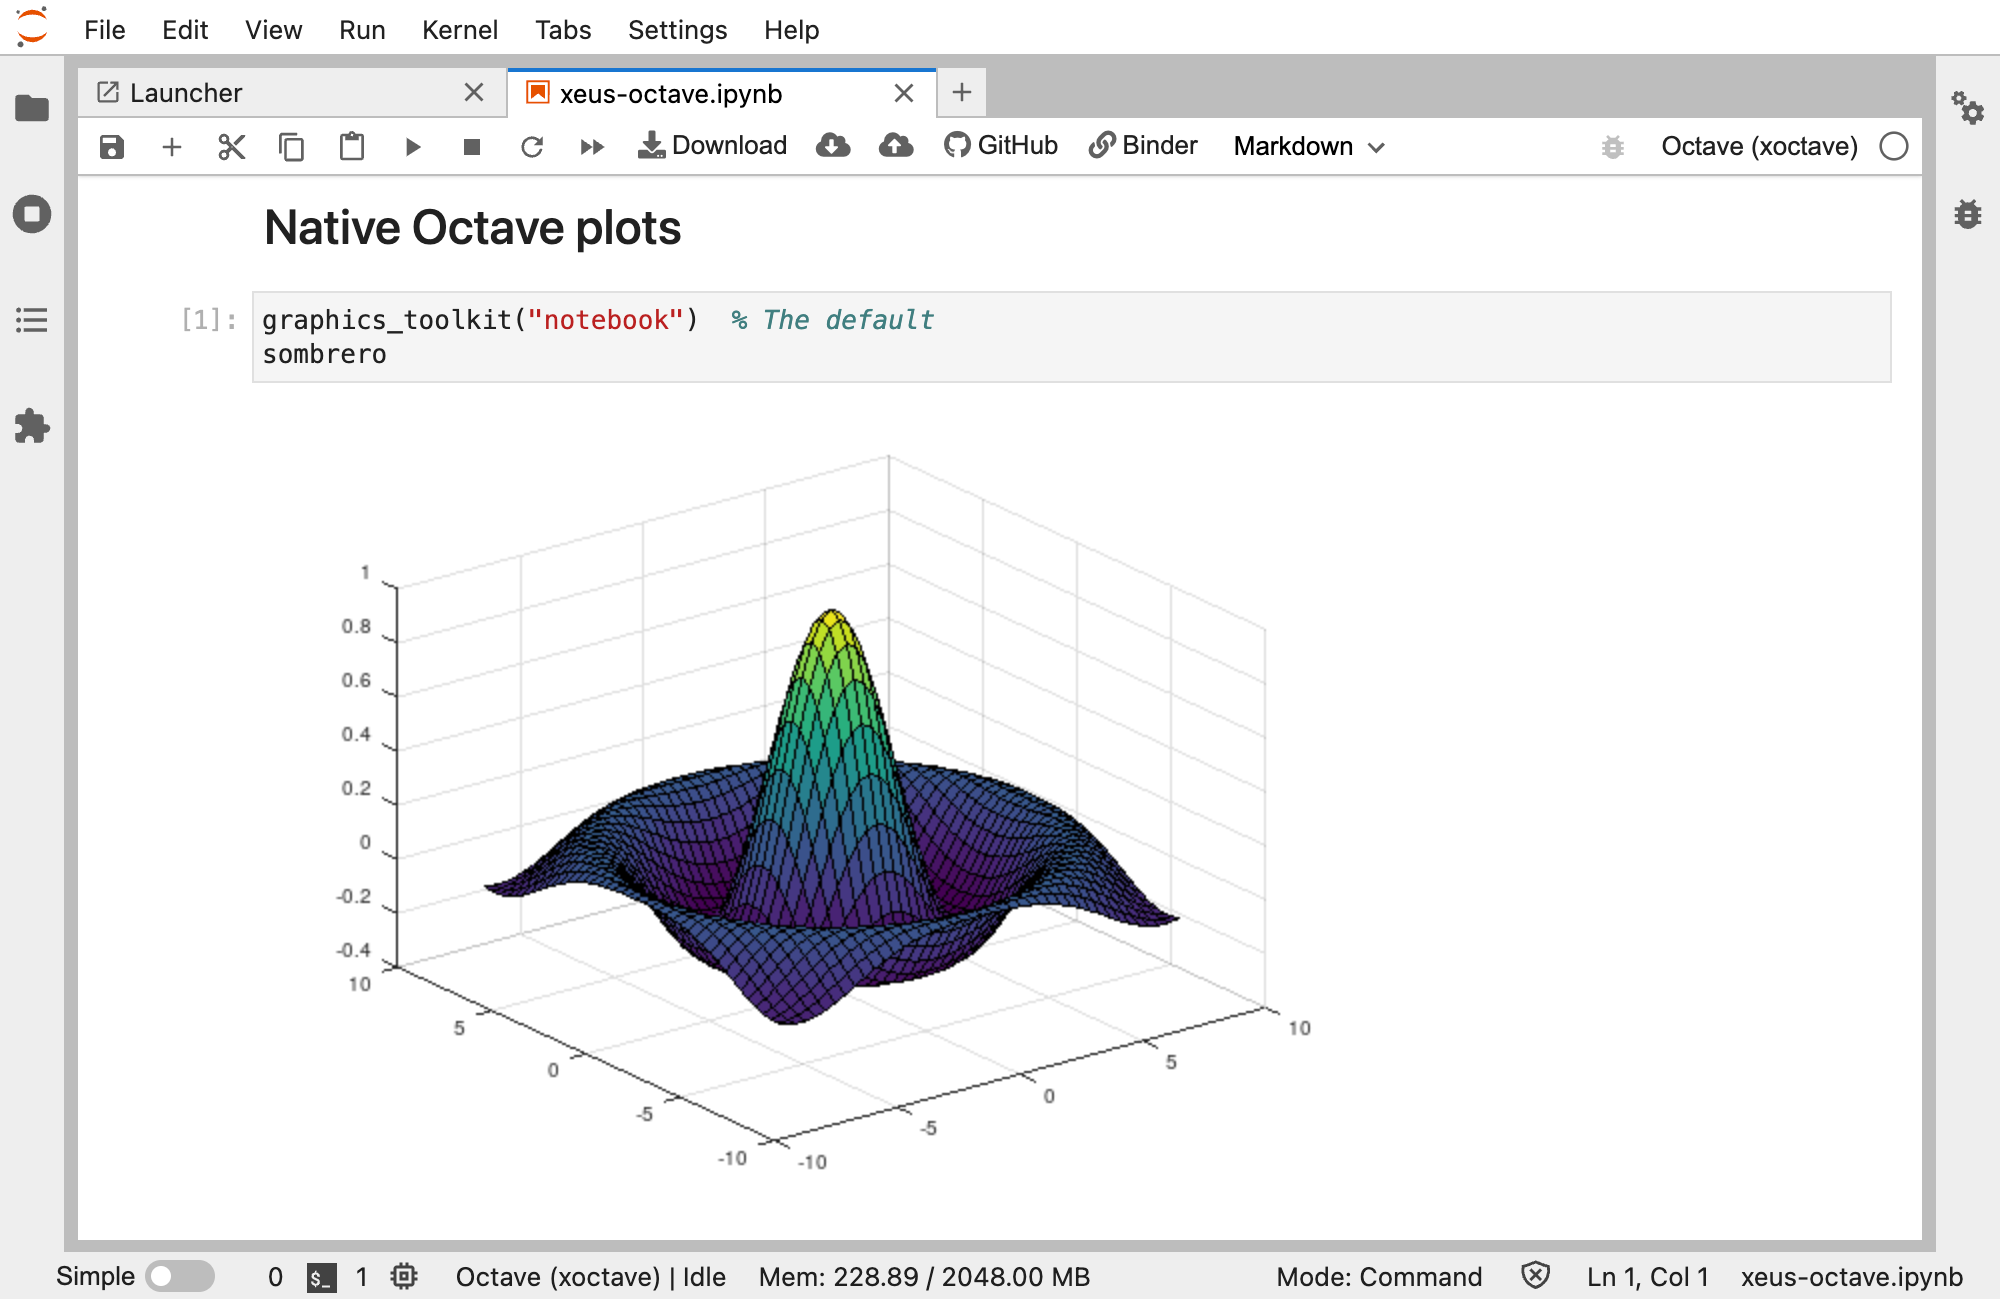 File Edit View Run Kernel Tabs Settings Help
Launcher xeus-octave.ipynb
Download GitHub Binder Markdown Octave (xoctave)
Native Octave plots
[1]: graphics_toolkit("notebook")  % The default
sombrero
1
0.8
0.6
0.4
0.2
0
-0.2
-0.4
10
5
0
-5
-10
-10
-5
0
5
10
Simple 0 $_ 1 Octave (xoctave) | Idle Mem: 228.89 / 2048.00 MB Mode: Command Ln 1, Col 1 xeus-octave.ipynb